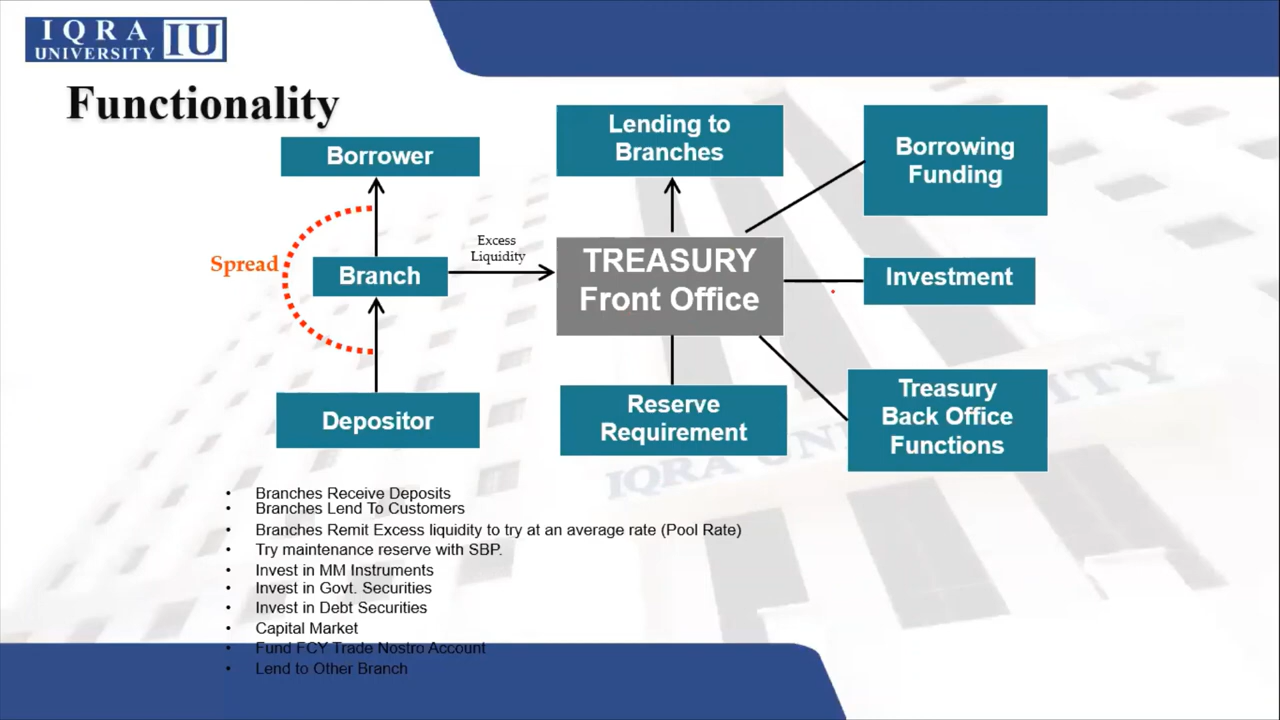 IQRA
UNIVERSITY IU
Functionality
Borrower
Lending to
Branches
Borrowing
Funding
Excess
Liquidity
Spread
Branch
TREASURY
Front Office
Investment
Depositor
Reserve
Requirement
Treasury
Back Office
Functions
IQRA UNIVERSITY
• Branches Receive Deposits
• Branches Lend To Customers
• Branches Remit Excess liquidity to try at an average rate (Pool Rate)
• Try maintenance reserve with SBP.
• Invest in MM Instruments
• Invest in Govt. Securities
• Invest in Debt Securities
• Capital Market
• Fund FCY Trade Nostro Account
• Lend to Other Branch